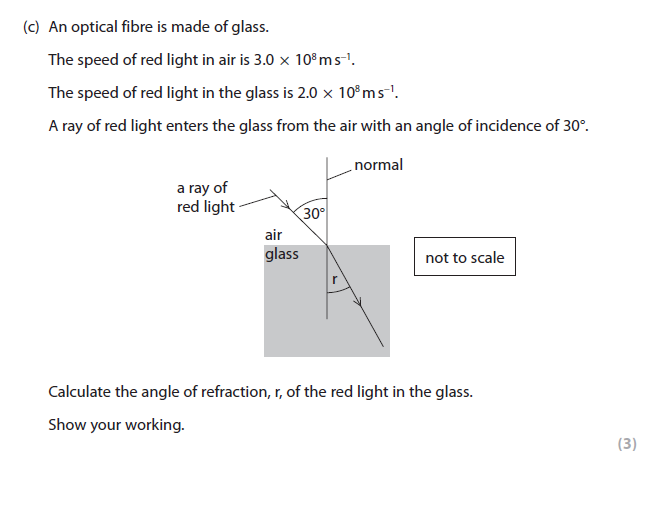 (c) An optical fibre is made of glass.
The speed of red light in air is 3.0 × 10⁸ m s⁻¹.
The speed of red light in the glass is 2.0 × 10⁸ m s⁻¹.
A ray of red light enters the glass from the air with an angle of incidence of 30°.
normal
a ray of
red light
30°
air
glass
not to scale
r
Calculate the angle of refraction, r, of the red light in the glass.
Show your working.
(3)